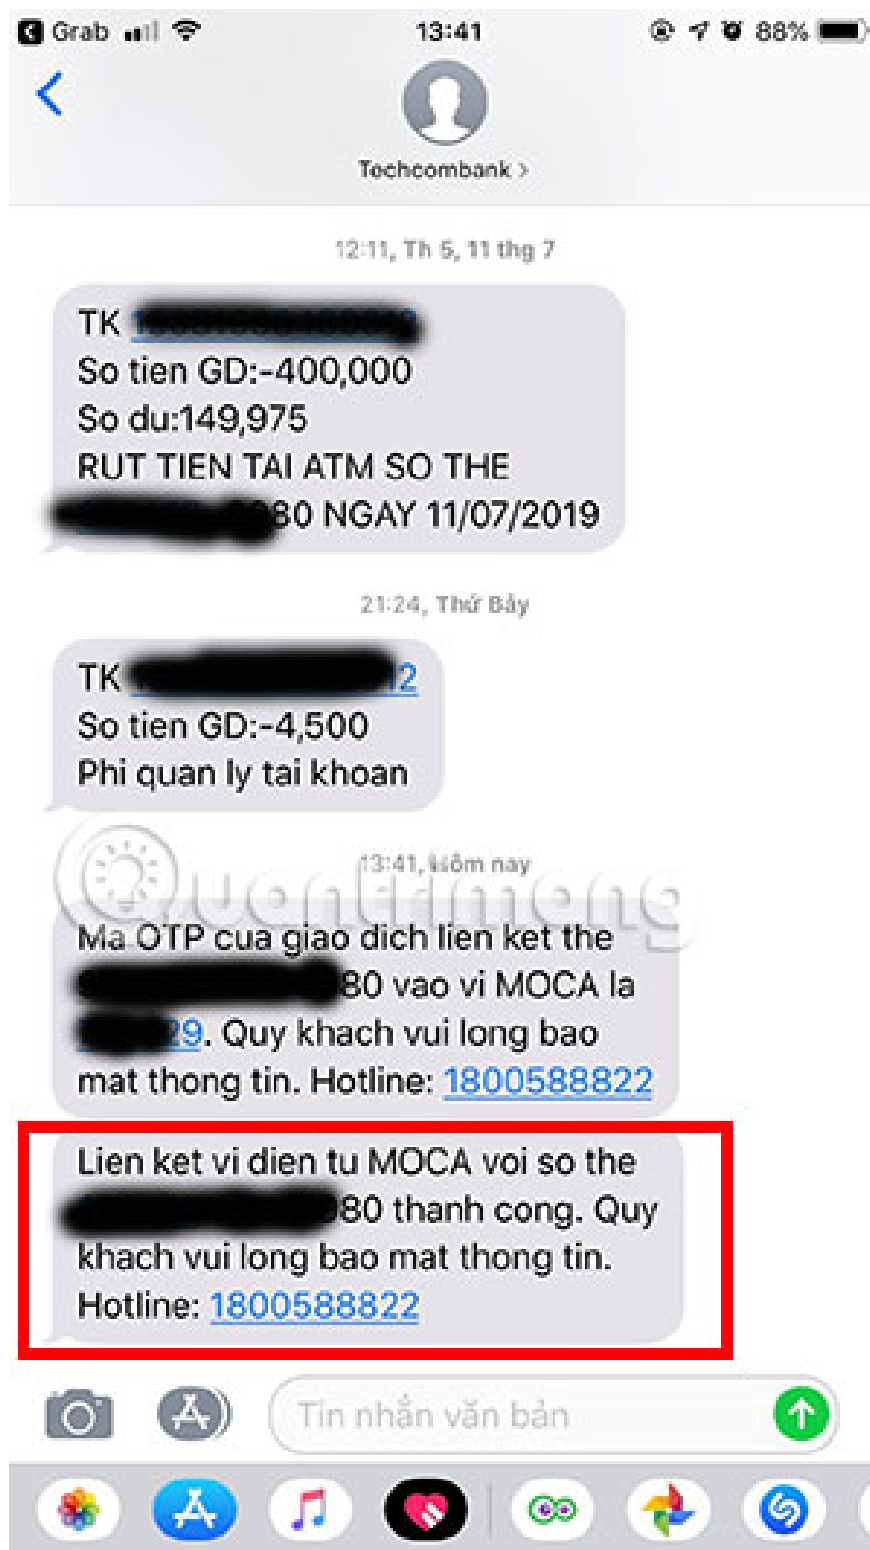 Grab
13:41
88%
Techcombank >
12:11, Th 5, 11 thg 7
TK
So tien GD:-400,000
So du:149,975
RUT TIEN TAI ATM SO THE
80 NGAY 11/07/2019
21:24, Thứ Bảy
TK 12
So tien GD:-4,500
Phi quan ly tai khoan
13:41, Hôm nay
Quantrimang
Ma OTP cua giao dich lien ket the
80 vao vi MOCA la
29. Quy khach vui long bao
mat thong tin. Hotline: 1800588822
Lien ket vi dien tu MOCA voi so the
980 thanh cong. Quy
khach vui long bao mat thong tin.
Hotline: 1800588822
Tin nhắn văn bản